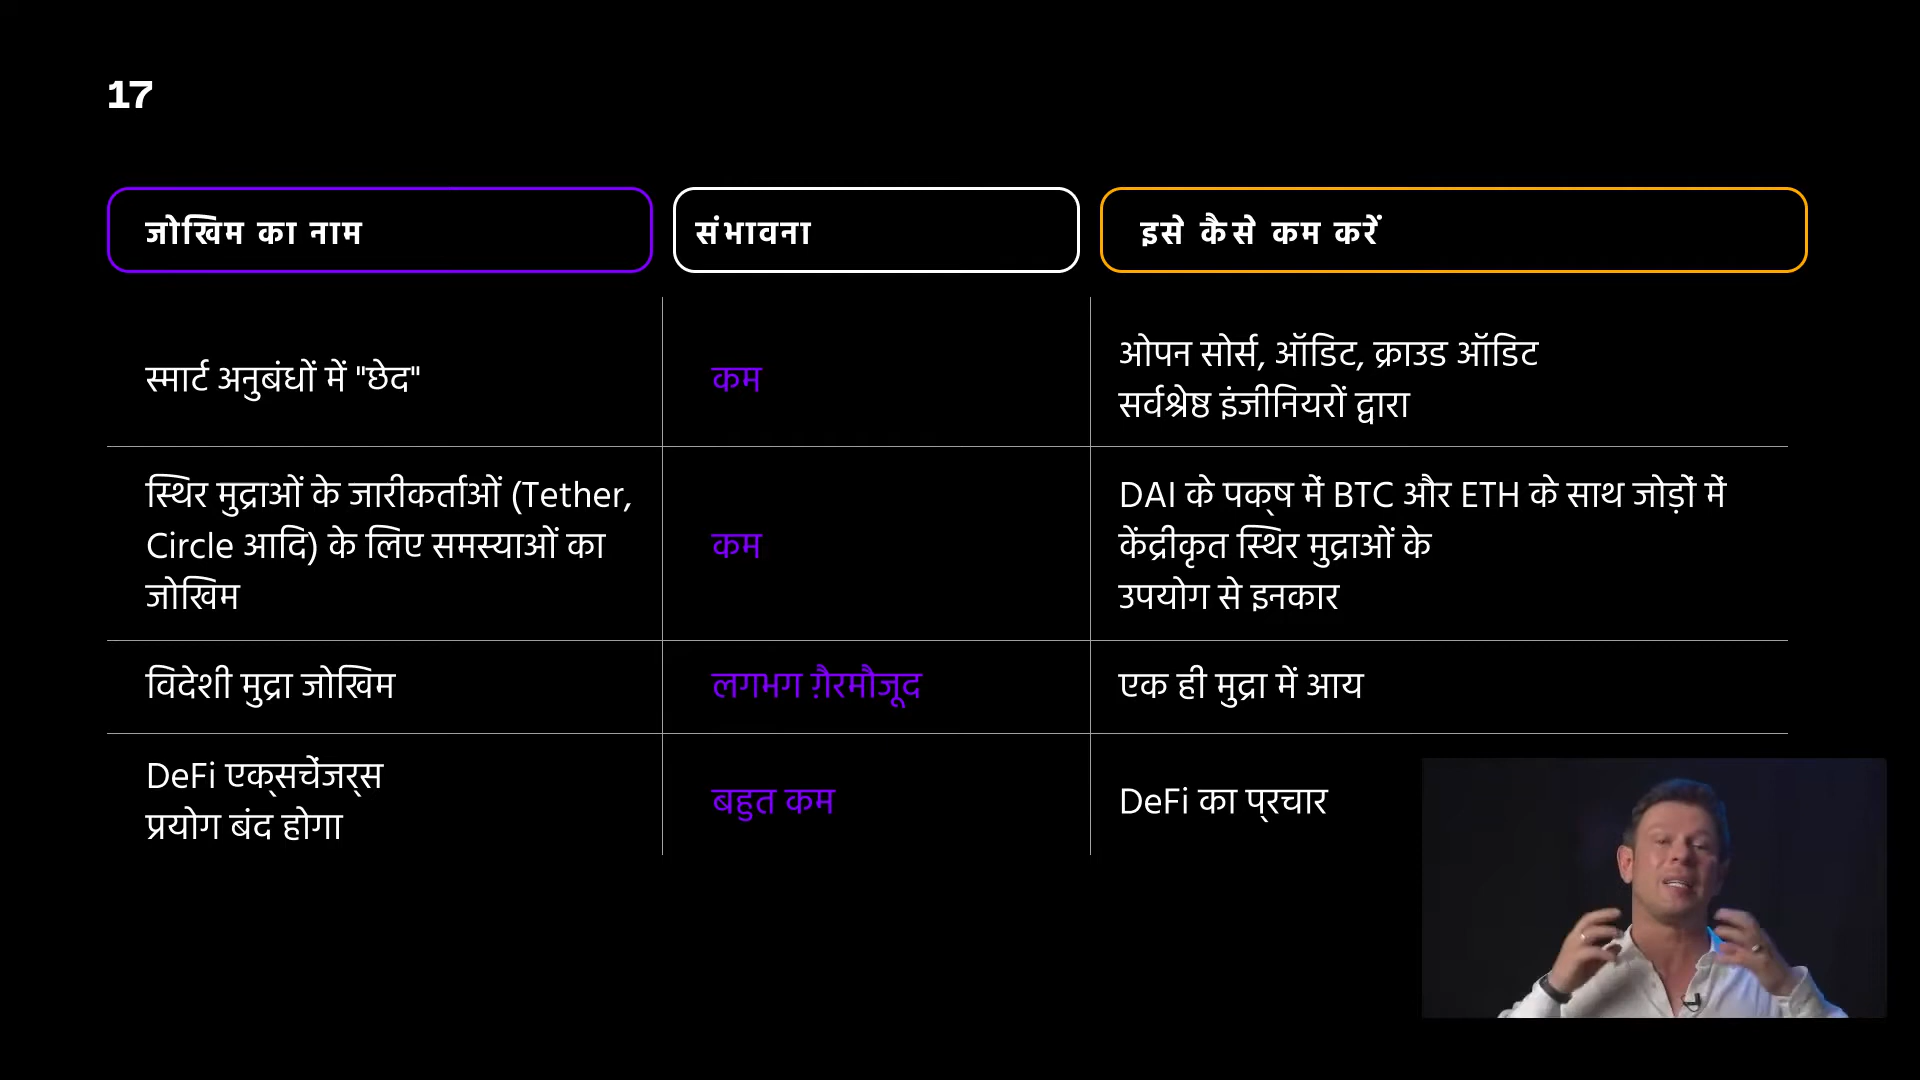 17
जोखिम का नाम
संभावना
इसे कैसे कम करें
स्मार्ट अनुबंधों में "छेद"
कम
ओपन सोर्स, ऑडिट, क्राउड ऑडिट
सर्वश्रेष्ठ इंजीनियरों द्वारा
स्थिर मुद्राओं के जारीकर्ताओं (Tether,
Circle आदि) के लिए समस्याओं का
जोखिम
कम
DAI के पक्ष में BTC और ETH के साथ जोड़ों में
केंद्रीकृत स्थिर मुद्राओं के
उपयोग से इनकार
विदेशी मुद्रा जोखिम
लगभग ग़ैरमौजूद
एक ही मुद्रा में आय
DeFi एक्सचेंजर्स
प्रयोग बंद होगा
बहुत कम
DeFi का प्रचार